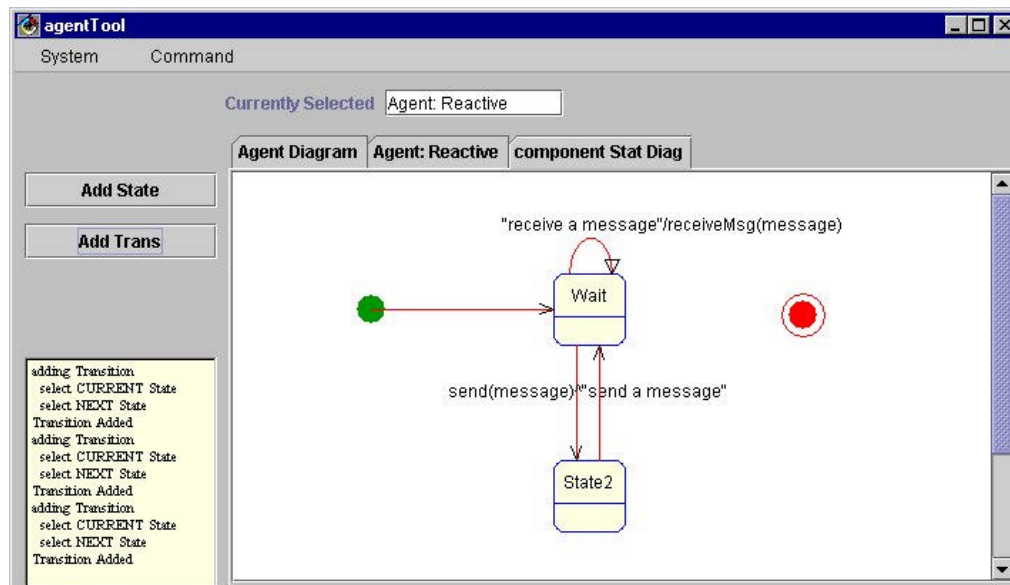 agentTool
System Command
Currently Selected Agent: Reactive
Agent Diagram Agent: Reactive component Stat Diag
Add State
Add Trans
"receive a message"/receiveMsg(message)
Wait
send(message)^"send a message"
State2
adding Transition
select CURRENT State
select NEXT State
Transition Added
adding Transition
select CURRENT State
select NEXT State
Transition Added
adding Transition
select CURRENT State
select NEXT State
Transition Added